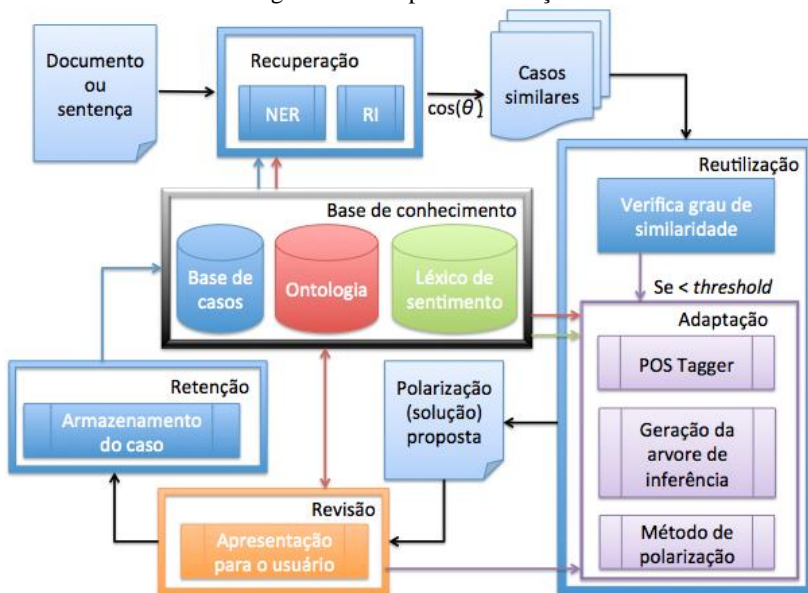 Documento
ou
sentença
Recuperação
NER
RI
cos(θ)
Casos
similares
Reutilização
Verifica grau de
similaridade
Se < threshold
Adaptação
POS Tagger
Geração da
arvore de
inferência
Método de
polarização
Base de conhecimento
Base de
casos
Ontologia
Léxico de
sentimento
Retenção
Armazenamento
do caso
Polarização
(solução)
proposta
Revisão
Apresentação
para o usuário